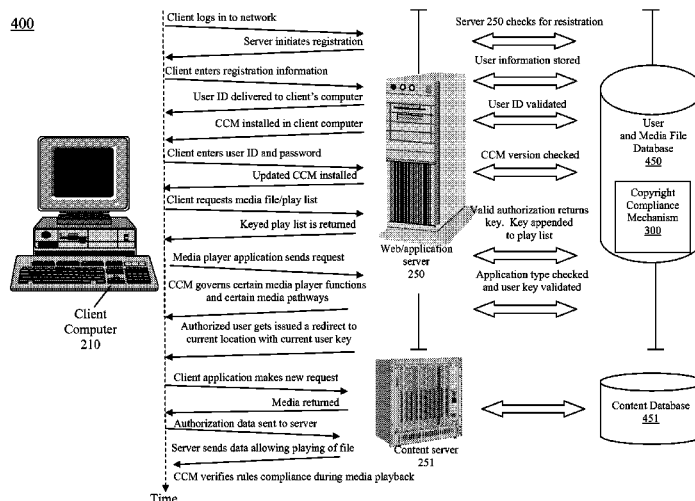 400
Client logs in to network
Server initiates registration
Client enters registration information
User ID delivered to client's computer
CCM installed in client computer
Client enters user ID and password
Updated CCM installed
Client requests media file/play list
Keyed play list is returned
Media player application sends request
CCM governs certain media player functions
and certain media pathways
Authorized user gets issued a redirect to
current location with current user key
Client application makes new request
Media returned
Authorization data sent to server
Server sends data allowing playing of file
CCM verifies rules compliance during media playback
Time
Client
Computer
210
Web/application
server
250
Content server
251
Server 250 checks for resistration
User information stored
User ID validated
CCM version checked
Valid authorization returns
key. Key appended
to play list
Application type checked
and user key validated
User
and Media File
Database
450
Copyright
Compliance
Mechanism
300
Content Database
451